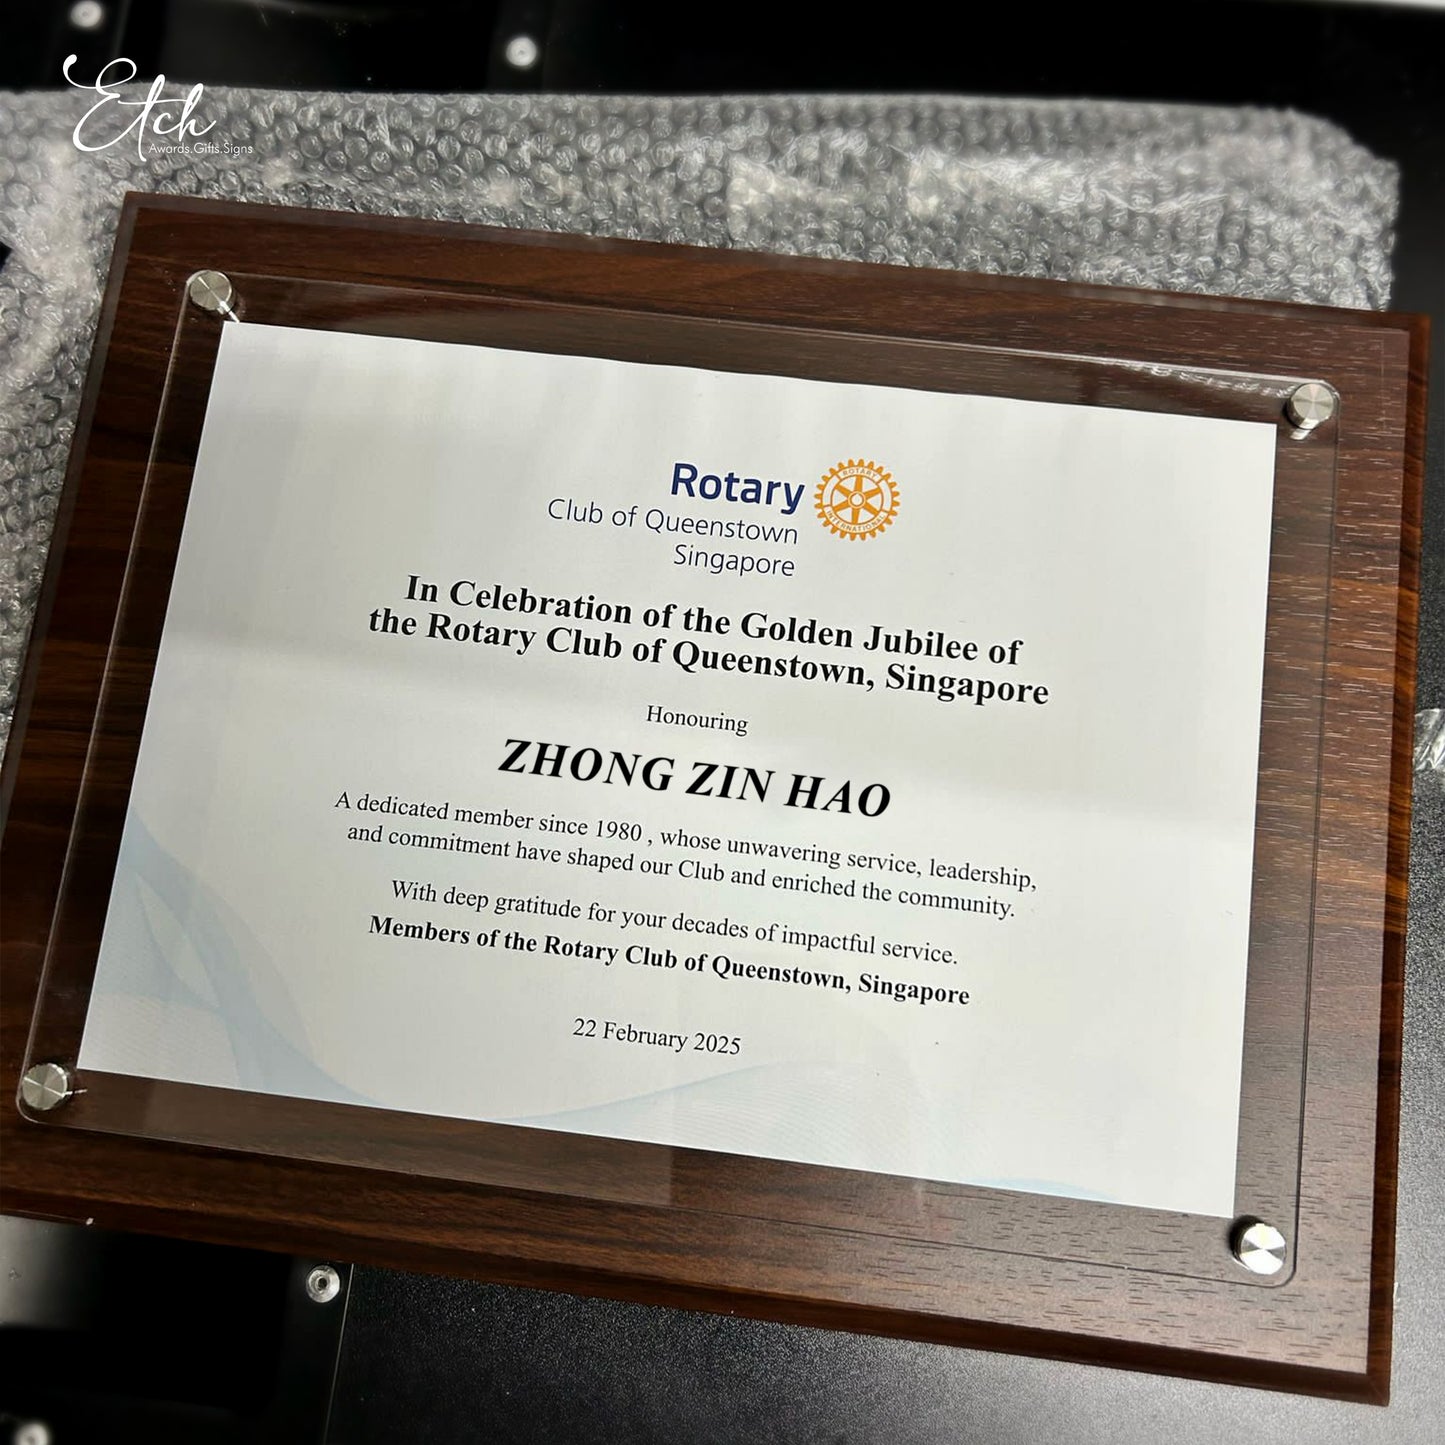 Etch
Awards.Gifts.Signs
Rotary
Club of Queenstown
Singapore
ROTARY
INTERNATIONAL
In Celebration of the Golden Jubilee of
the Rotary Club of Queenstown, Singapore
Honouring
ZHONG ZIN HAO
A dedicated member since 1980 , whose unwavering service, leadership,
and commitment have shaped our Club and enriched the community.
With deep gratitude for your decades of impactful service.
Members of the Rotary Club of Queenstown, Singapore
22 February 2025